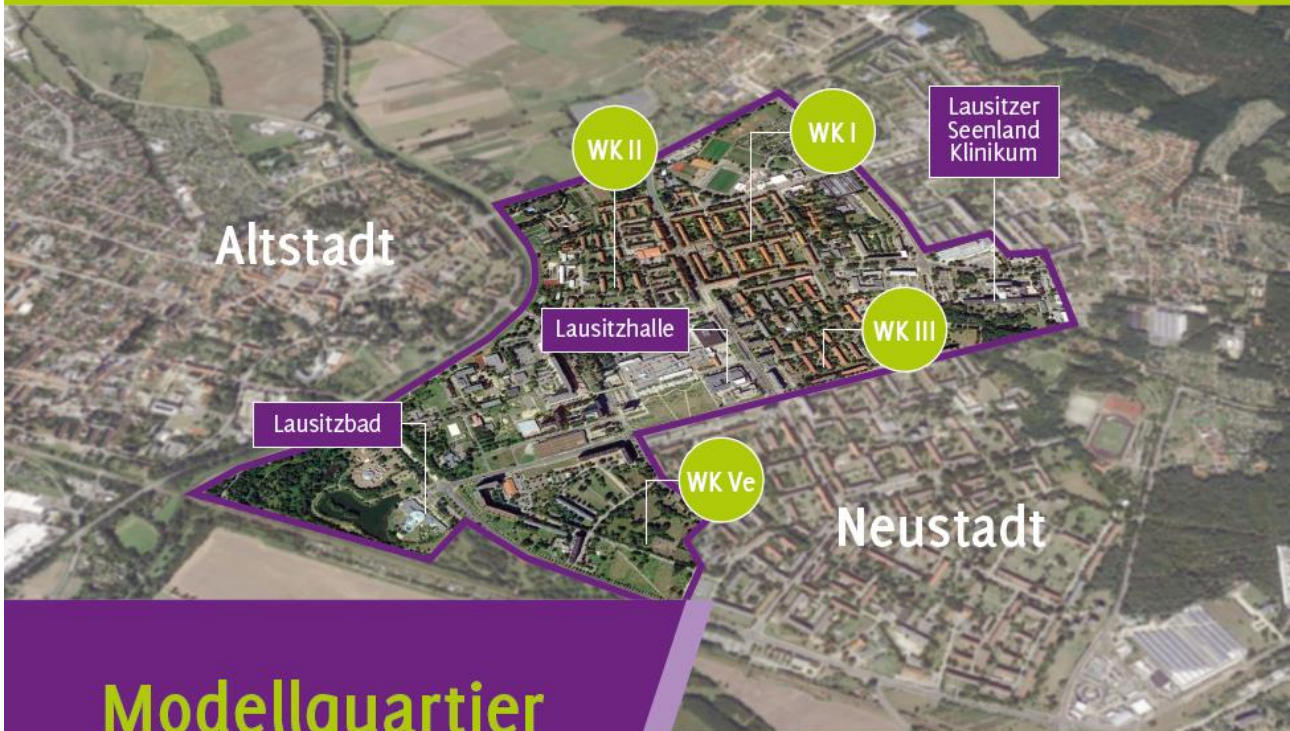 WK I
WK II
Lausitzer
Seenland
Klinikum
Altstadt
Lausitzhalle
WK III
Lausitzbad
WK Ve
Neustadt
Modellquartier